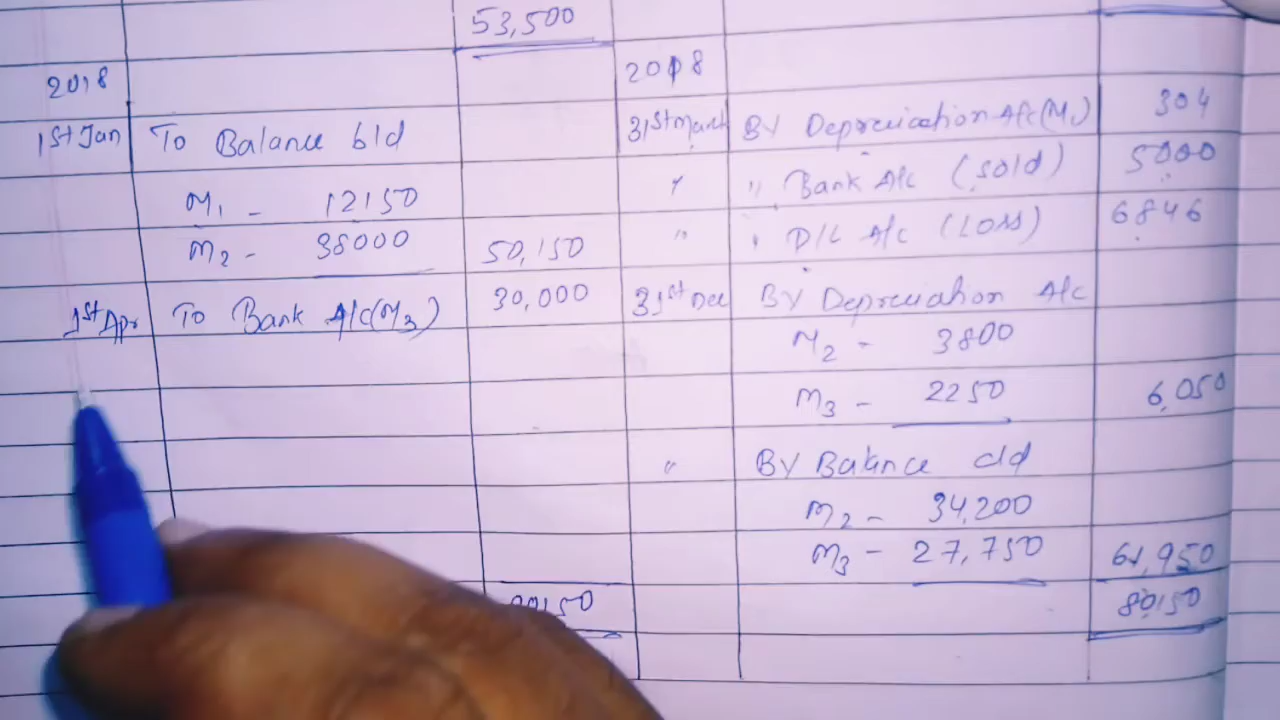 53,500
2018 2018
1st Jan To Balance b/d 31st March By Depreciation A/c (M1) 304
M1 - 12150 " " Bank A/c (Sold) 5000
M2 - 38000 50,150 " " P/L A/c (Loss) 6846
1st Apr To Bank A/c (M3) 30,000 31st Dec By Depreciation A/c
M2 - 3800
M3 - 2250 6,050
" By Balance c/d
M2 - 34,200
M3 - 27,750 61,950
80150